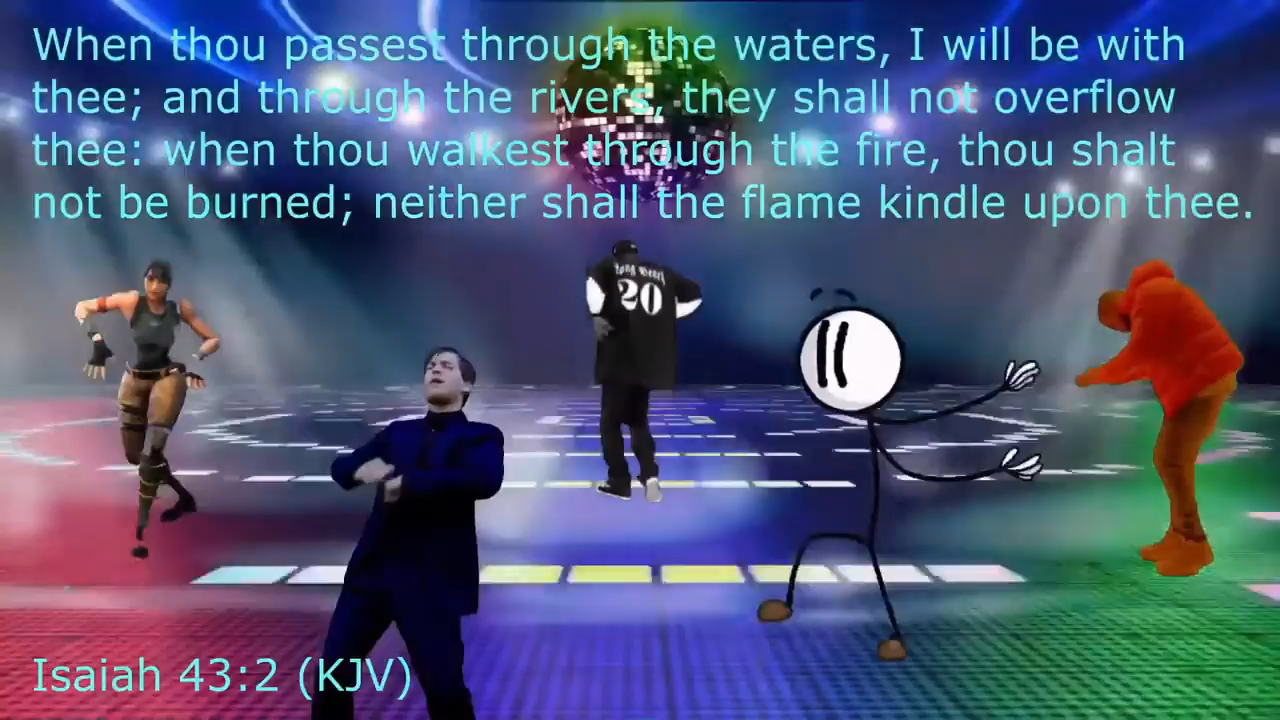 When thou passest through the waters, I will be with
thee; and through the rivers, they shall not overflow
thee: when thou walkest through the fire, thou shalt
not be burned; neither shall the flame kindle upon thee.
Long Beach
20
Isaiah 43:2 (KJV)